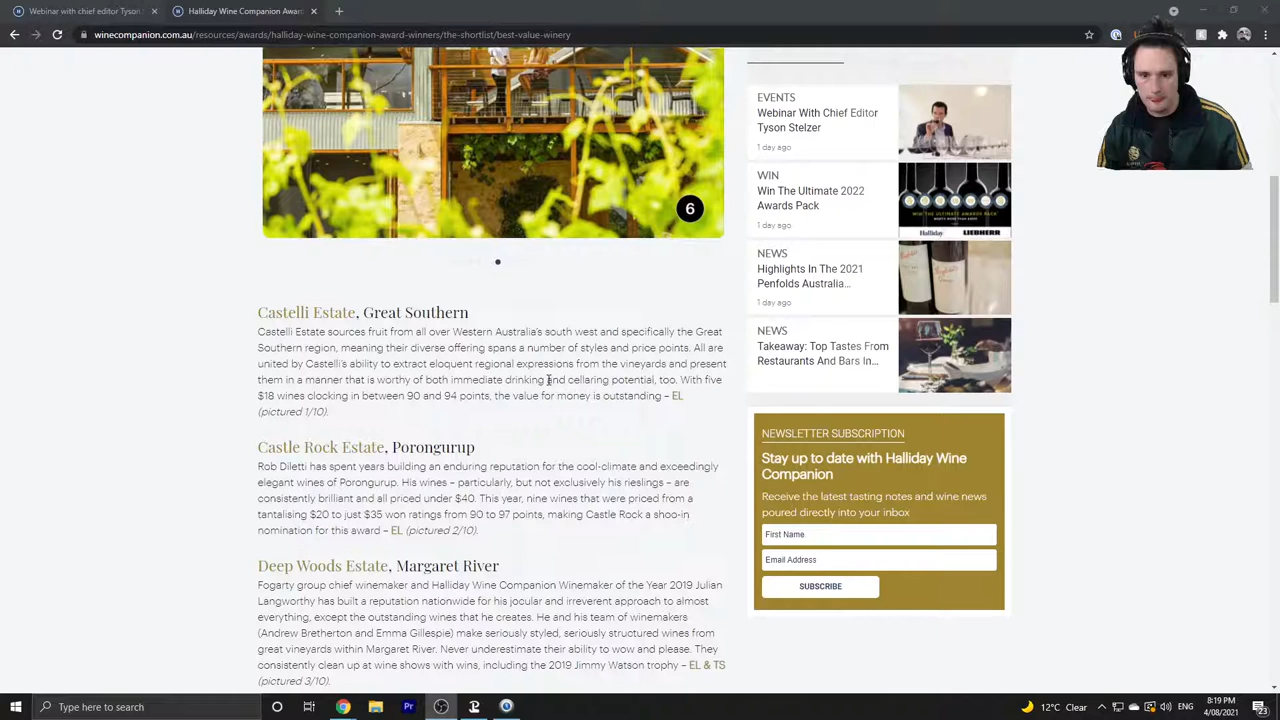 Webinar with chief editor Tyson
Halliday Wine Companion Awards
winecompanion.com.au/resources/awards/halliday-wine-companion-awards/the-shortlist/best-value-winery
6
Castelli Estate, Great Southern
Castelli Estate sources fruit from all over Western Australia's south west and specifically the Great
Southern region, meaning their diverse offering spans a number of styles and price points. All are
united by Castelli's ability to extract eloquent regional expressions from the vineyards and present
them in a manner that is worthy of both immediate drinking and cellaring potential, too. With five
$18 wines clocking in between 90 and 94 points, the value for money is outstanding – EL
(pictured 1/10).
Castle Rock Estate, Porongurup
Rob Diletti has spent years building an enduring reputation for the cool-climate and exceedingly
elegant wines of Porongurup. His wines – particularly, but not exclusively his rieslings – are
consistently brilliant and all priced under $40. This year, nine wines that were priced from a
tantalising $20 to just $35 won ratings from 90 to 97 points, making Castle Rock a shoo-in
nomination for this award – EL (pictured 2/10).
Deep Woods Estate, Margaret River
Fogarty group chief winemaker and Halliday Wine Companion Winemaker of the Year 2019 Julian
Langworthy has built a reputation nationwide for his jocular and irreverent approach to almost
everything, except the outstanding wines that he creates. He and his team of winemakers
(Andrew Bretherton and Emma Gillespie) make seriously styled, seriously structured wines from
great vineyards within Margaret River. Never underestimate their ability to wow and please. They
consistently clean up at wine shows with wins, including the 2019 Jimmy Watson trophy – EL & TS
(pictured 3/10).
EVENTS
Webinar With Chief Editor
Tyson Stelzer
1 day ago
WIN
Win The Ultimate 2022
Awards Pack
1 day ago
WIN THE ULTIMATE AWARDS PACK
Halliday
LIEBHERR
NEWS
Highlights In The 2021
Penfolds Australia...
1 day ago
NEWS
Takeaway: Top Tastes From
Restaurants And Bars In...
NEWSLETTER SUBSCRIPTION
Stay up to date with Halliday Wine
Companion
Receive the latest tasting notes and wine news
poured directly into your inbox
First Name
Email Address
SUBSCRIBE
Type here to search
Pr
12°C Clear
ENG
8:19 PM
4/08/2021
23